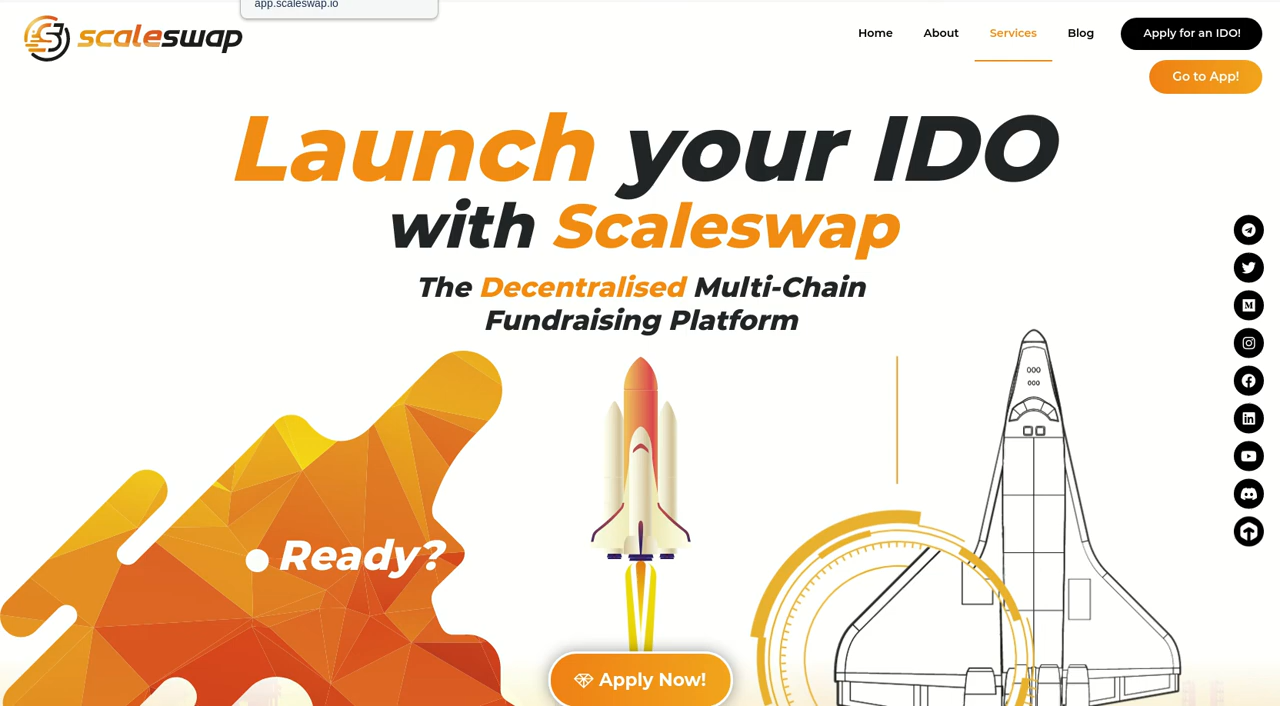 app.scaleswap.io
scaleswap
Home About Services Blog Apply for an IDO!
Go to App!
Launch your IDO
with Scaleswap
The Decentralised Multi-Chain
Fundraising Platform
Ready?
Apply Now!